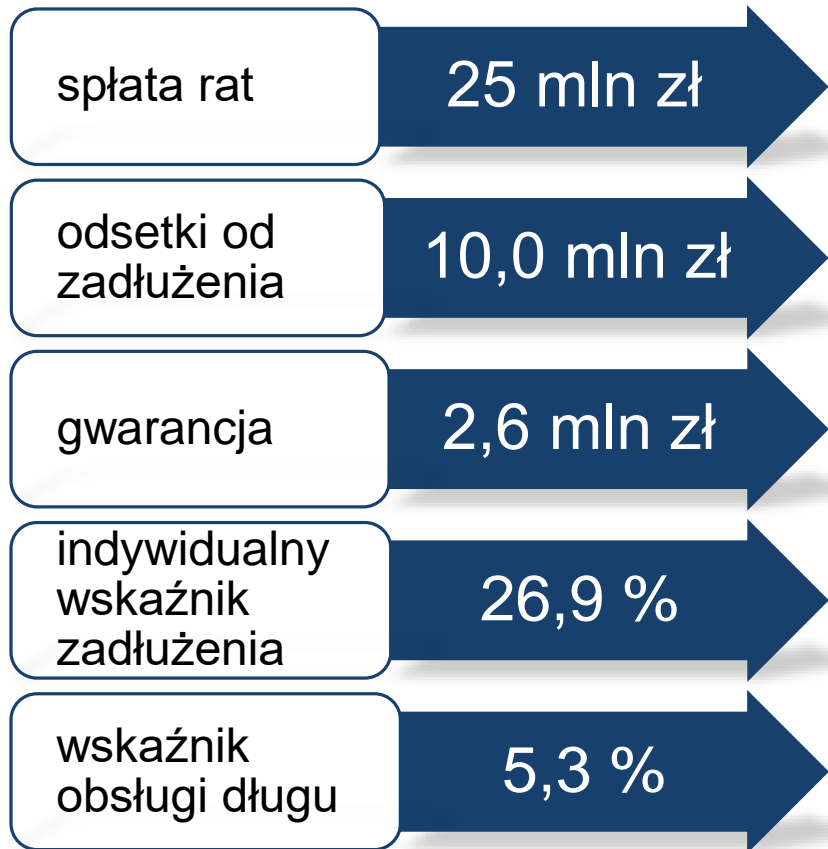 spłata rat
25 mln zł
odsetki od
zadłużenia
10,0 mln zł
gwarancja
2,6 mln zł
indywidualny
wskaźnik
zadłużenia
26,9 %
wskaźnik
obsługi długu
5,3 %